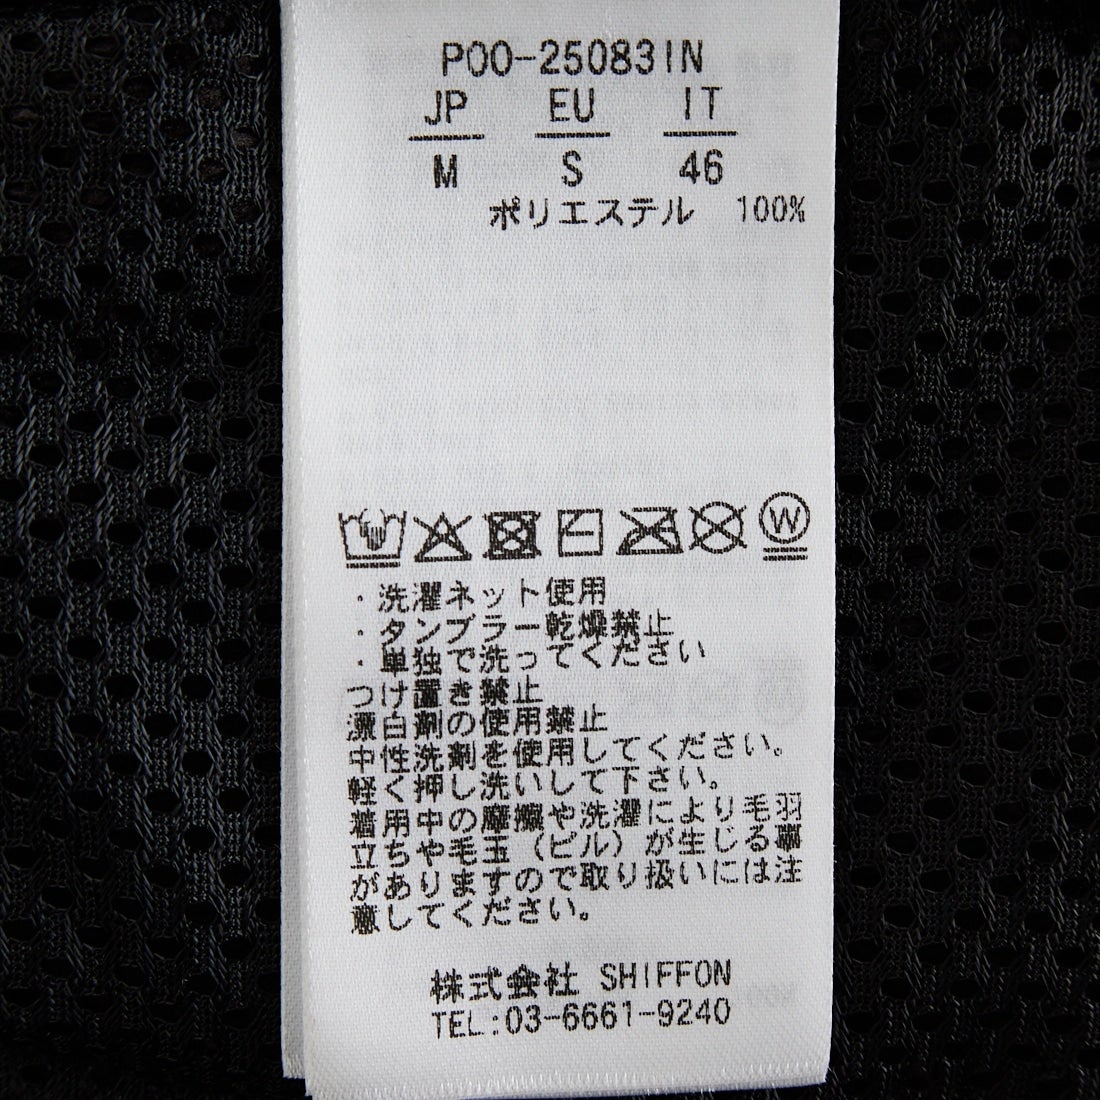 P00-25083IN
JP EU IT
M S 46
ポリエステル 100%
W
・洗濯ネット使用
・タンブラー乾燥禁止
・単独で洗ってください
つけ置き禁止
漂白剤の使用禁止
中性洗剤を使用してください。
軽く押し洗いして下さい。
着用中の摩擦や洗濯により毛羽
立ちや毛玉(ピル)が生じる事
がありますので取り扱いには注
意してください。
株式会社 SHIFFON
TEL:03-6661-9240